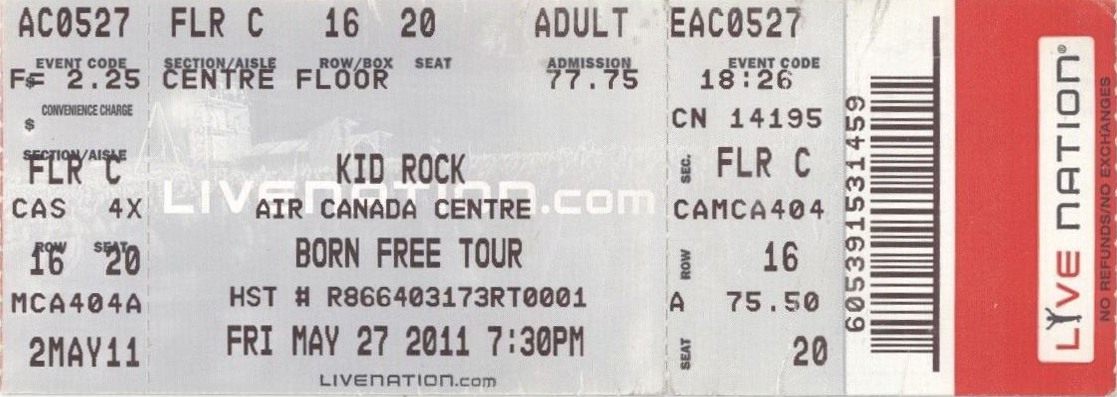 AC0527 FLR C 16 20 ADULT EAC0527
EVENT CODE SECTION/AISLE ROW/BOX SEAT ADMISSION EVENT CODE
$ F= 2.25 CENTRE FLOOR 77.75 18:26
CONVENIENCE CHARGE
$
CN 14195
SECTION/AISLE
FLR C KID ROCK SEC. FLR C
LIVENATION.com
CAS 4X AIR CANADA CENTRE CAMCA404
ROW SEAT
16 20 BORN FREE TOUR ROW 16
MCA404A HST # R866403173RT0001 A 75.50
2MAY11 FRI MAY 27 2011 7:30PM SEAT 20
LIVENATION.com
605391531459
LIVE NATION®
NO REFUNDS/NO EXCHANGES